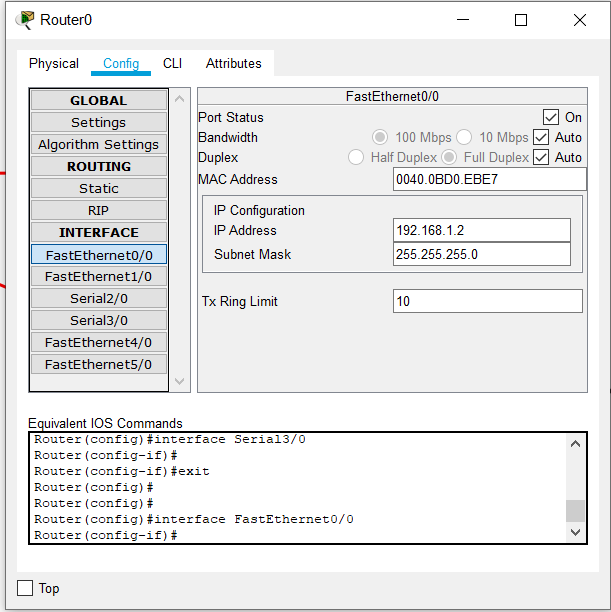 Router0
Physical Config CLI Attributes
GLOBAL
Settings
Algorithm Settings
ROUTING
Static
RIP
INTERFACE
FastEthernet0/0
FastEthernet1/0
Serial2/0
Serial3/0
FastEthernet4/0
FastEthernet5/0
FastEthernet0/0
Port Status On
Bandwidth 100 Mbps 10 Mbps Auto
Duplex Half Duplex Full Duplex Auto
MAC Address 0040.0BD0.EBE7
IP Configuration
IP Address 192.168.1.2
Subnet Mask 255.255.255.0
Tx Ring Limit 10
Equivalent IOS Commands
Router(config)#interface Serial3/0
Router(config-if)#
Router(config-if)#exit
Router(config)#
Router(config)#
Router(config)#interface FastEthernet0/0
Router(config-if)#
Top